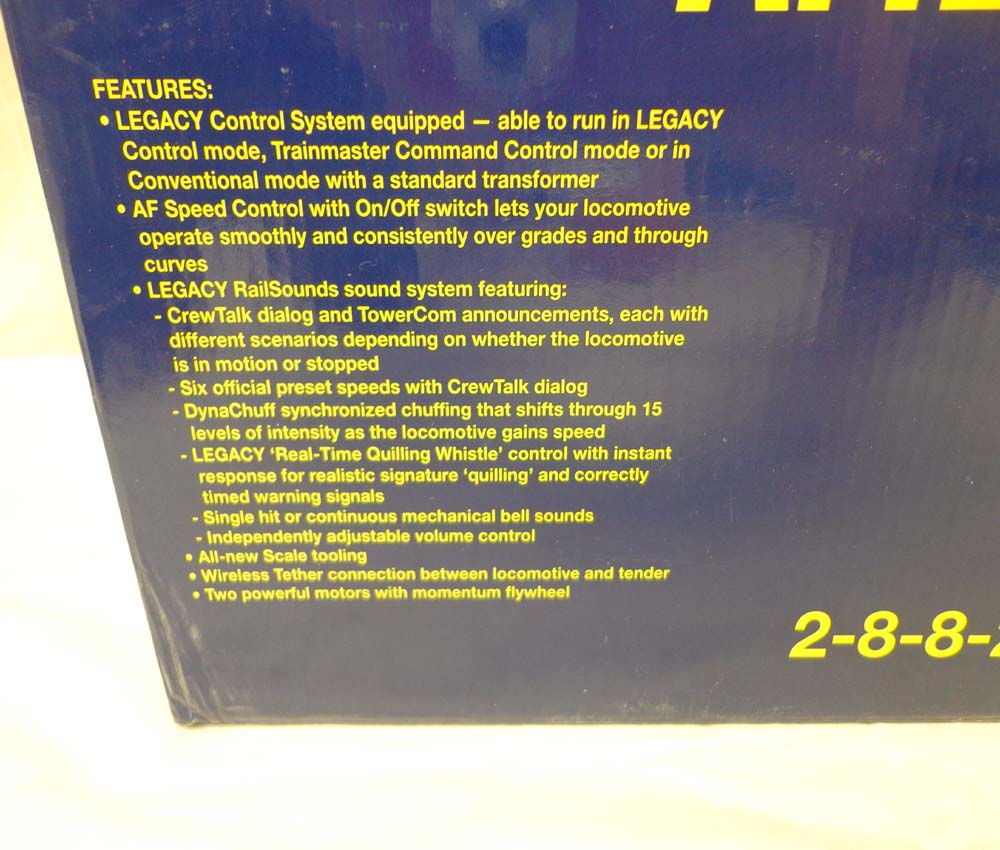 FEATURES:
• LEGACY Control System equipped — able to run in LEGACY
Control mode, Trainmaster Command Control mode or in
Conventional mode with a standard transformer
• AF Speed Control with On/Off switch lets your locomotive
operate smoothly and consistently over grades and through
curves
• LEGACY RailSounds sound system featuring:
- CrewTalk dialog and TowerCom announcements, each with
different scenarios depending on whether the locomotive
is in motion or stopped
- Six official preset speeds with CrewTalk dialog
- DynaChuff synchronized chuffing that shifts through 15
levels of intensity as the locomotive gains speed
- LEGACY ‘Real-Time Quilling Whistle’ control with instant
response for realistic signature ‘quilling’ and correctly
timed warning signals
- Single hit or continuous mechanical bell sounds
- Independently adjustable volume control
• All-new Scale tooling
• Wireless Tether connection between locomotive and tender
• Two powerful motors with momentum flywheel
2-8-8-